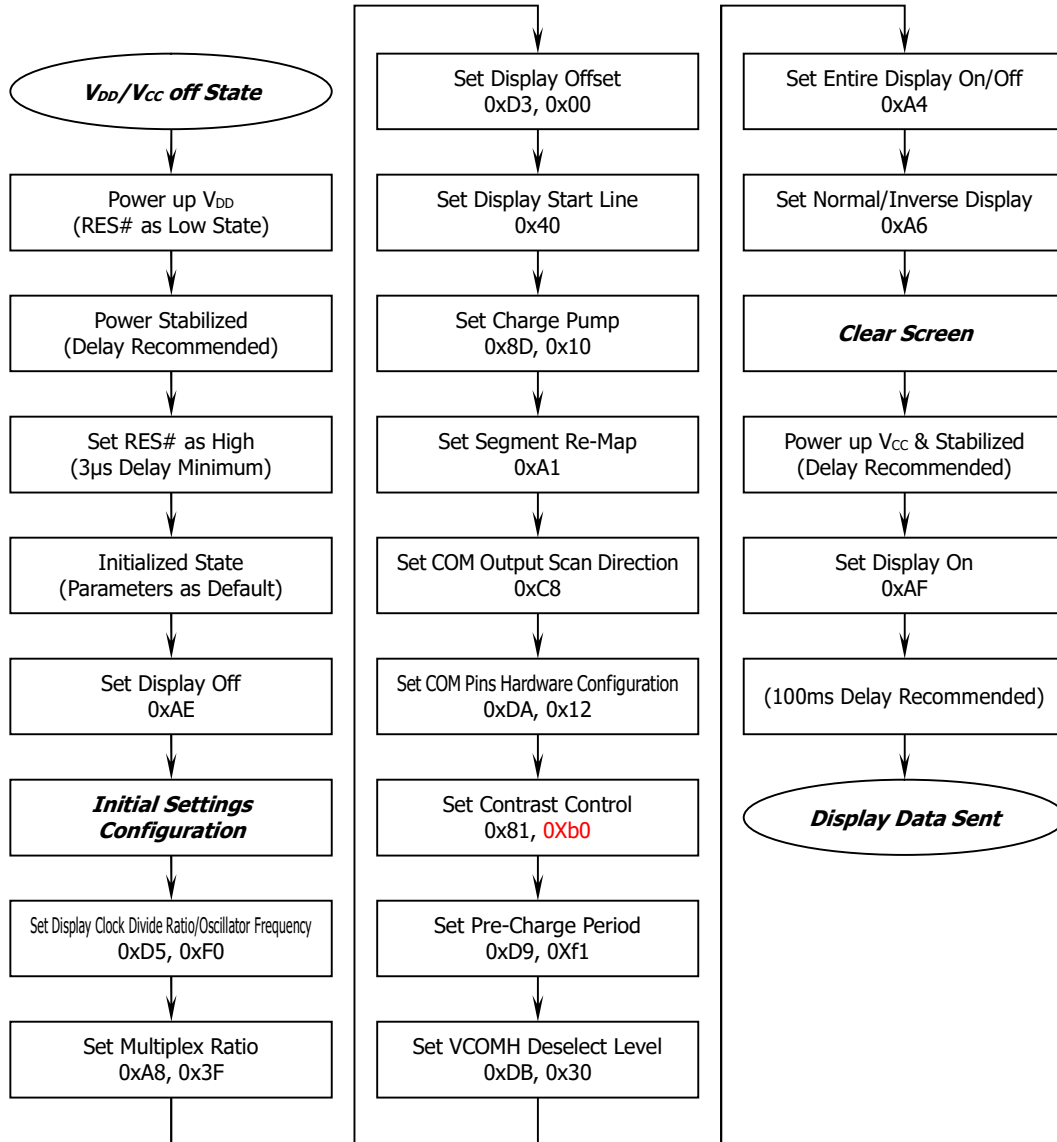 V_DD/V_CC off State
Power up V_DD
(RES# as Low State)
Power Stabilized
(Delay Recommended)
Set RES# as High
(3µs Delay Minimum)
Initialized State
(Parameters as Default)
Set Display Off
0xAE
Initial Settings
Configuration
Set Display Clock Divide Ratio/Oscillator Frequency
0xD5, 0xF0
Set Multiplex Ratio
0xA8, 0x3F
Set Display Offset
0xD3, 0x00
Set Display Start Line
0x40
Set Charge Pump
0x8D, 0x10
Set Segment Re-Map
0xA1
Set COM Output Scan Direction
0xC8
Set COM Pins Hardware Configuration
0xDA, 0x12
Set Contrast Control
0x81, 0Xb0
Set Pre-Charge Period
0xD9, 0Xf1
Set VCOMH Deselect Level
0xDB, 0x30
Set Entire Display On/Off
0xA4
Set Normal/Inverse Display
0xA6
Clear Screen
Power up V_CC & Stabilized
(Delay Recommended)
Set Display On
0xAF
(100ms Delay Recommended)
Display Data Sent